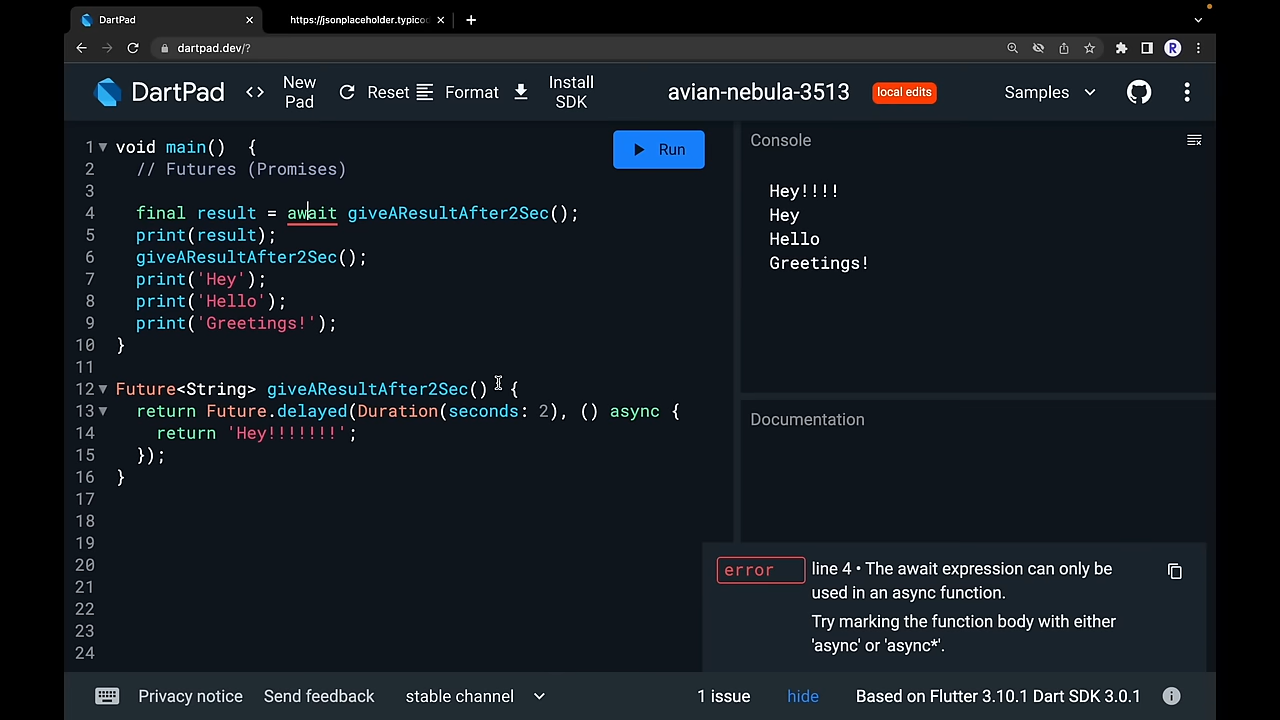 DartPad
https://jsonplaceholder.typico
dartpad.dev/?
R
DartPad
New Pad
Reset
Format
Install SDK
avian-nebula-3513
local edits
Samples
1 void main()  {
2 // Futures (Promises)
3
4 final result = await giveAResultAfter2Sec();
5 print(result);
6 giveAResultAfter2Sec();
7 print('Hey');
8 print('Hello');
9 print('Greetings!');
10 }
11
12 Future<String> giveAResultAfter2Sec()  {
13 return Future.delayed(Duration(seconds: 2), () async {
14 return 'Hey!!!!!!!';
15 });
16 }
17
18
19
20
21
22
23
24
Run
Console
Hey!!!!
Hey
Hello
Greetings!
Documentation
error
line 4 • The await expression can only be
used in an async function.
Try marking the function body with either
'async' or 'async*'.
Privacy notice
Send feedback
stable channel
1 issue
hide
Based on Flutter 3.10.1 Dart SDK 3.0.1